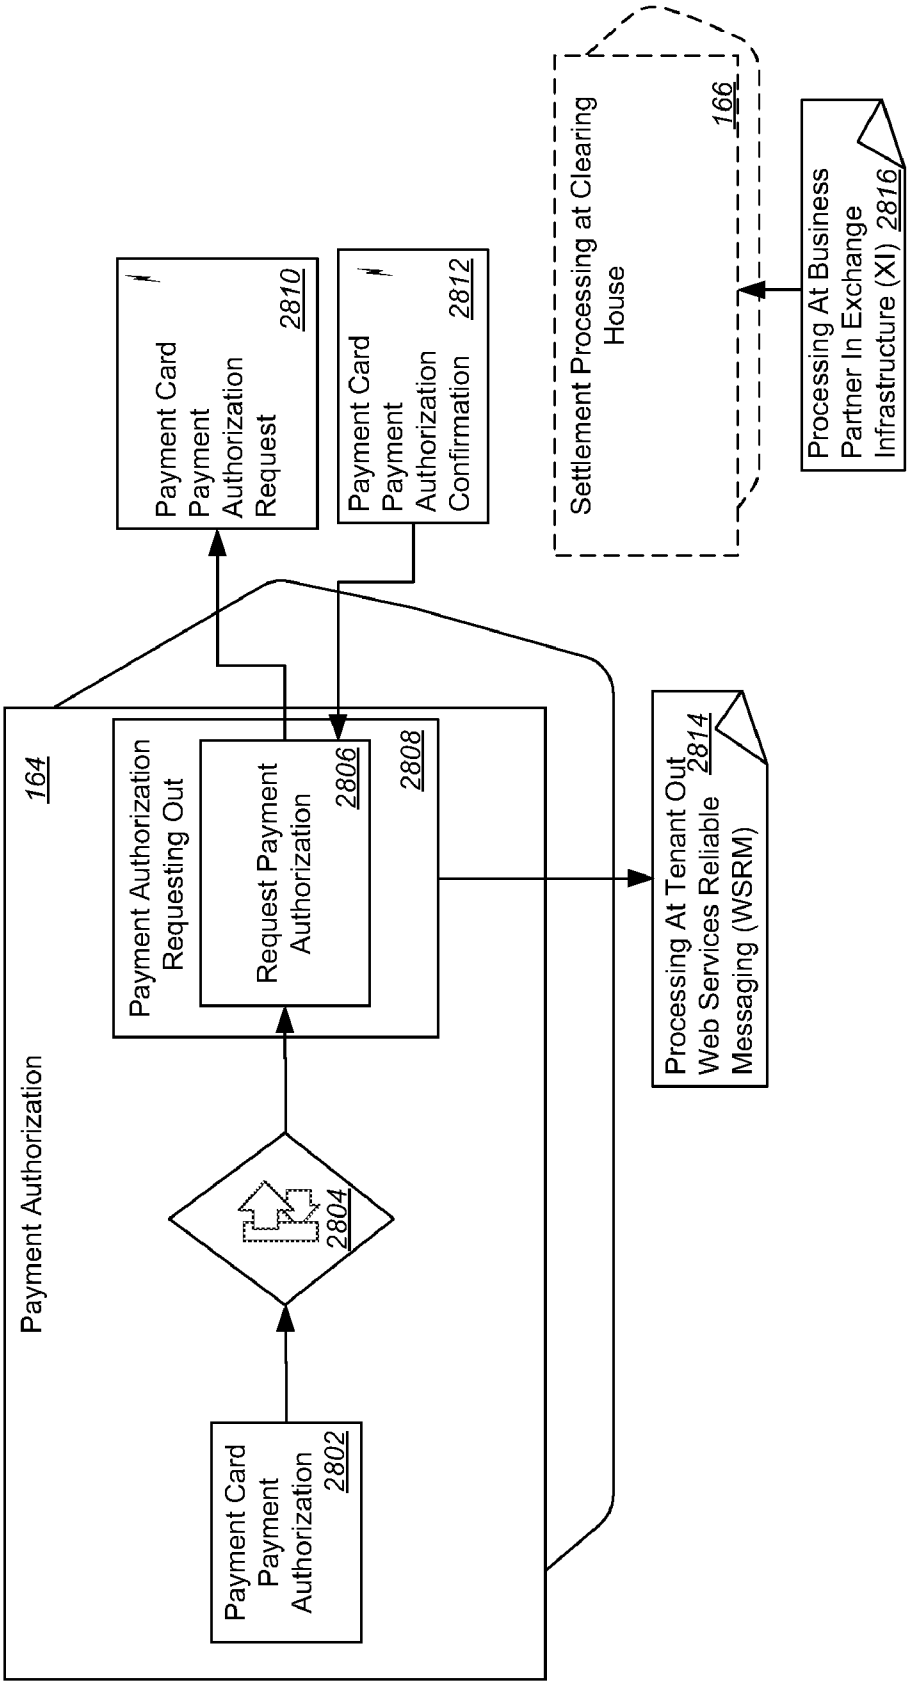 Payment Authorization
164
Payment Card
Payment
Authorization
2802
2804
Payment Authorization
Requesting Out
Request Payment
Authorization
2806
2808
Payment Card
Payment
Authorization
Request
2810
Payment Card
Payment
Authorization
Confirmation
2812
Processing At Tenant Out
Web Services Reliable
Messaging (WSRM)
2814
Settlement Processing at Clearing
House
166
Processing At Business
Partner In Exchange
Infrastructure (XI) 2816